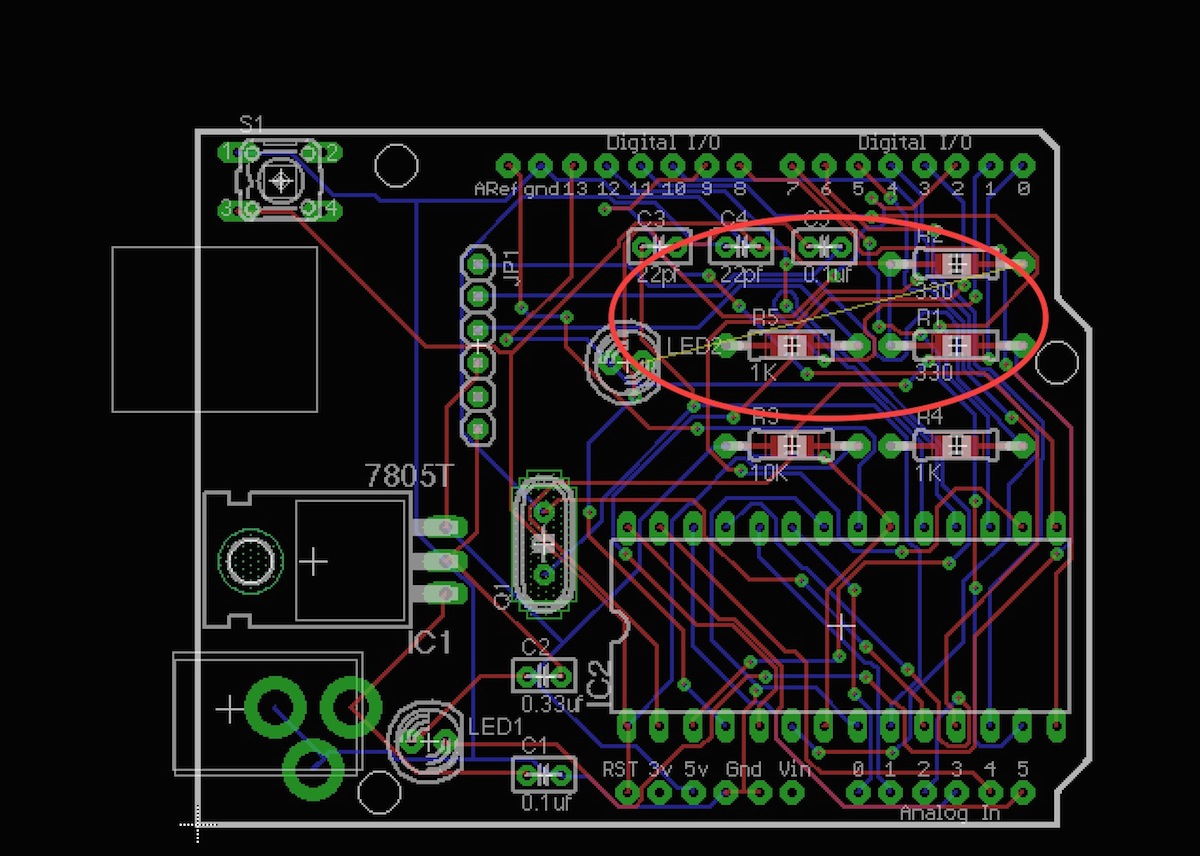 S1
1 2
3 4
Digital I/O Digital I/O
ARef gnd 13 12 11 10 9 8 7 6 5 4 3 2 1 0
C3 C4 C5 R2
22pf 22pf 0.1uf 330
JP1
R5 R1
LED2
1K 330
R3 R4
10K 1K
7805T
Q1
IC1
C2
IC2
0.33uf
LED1
C1
0.1uf
RST 3v 5v Gnd Vin 0 1 2 3 4 5
Analog In